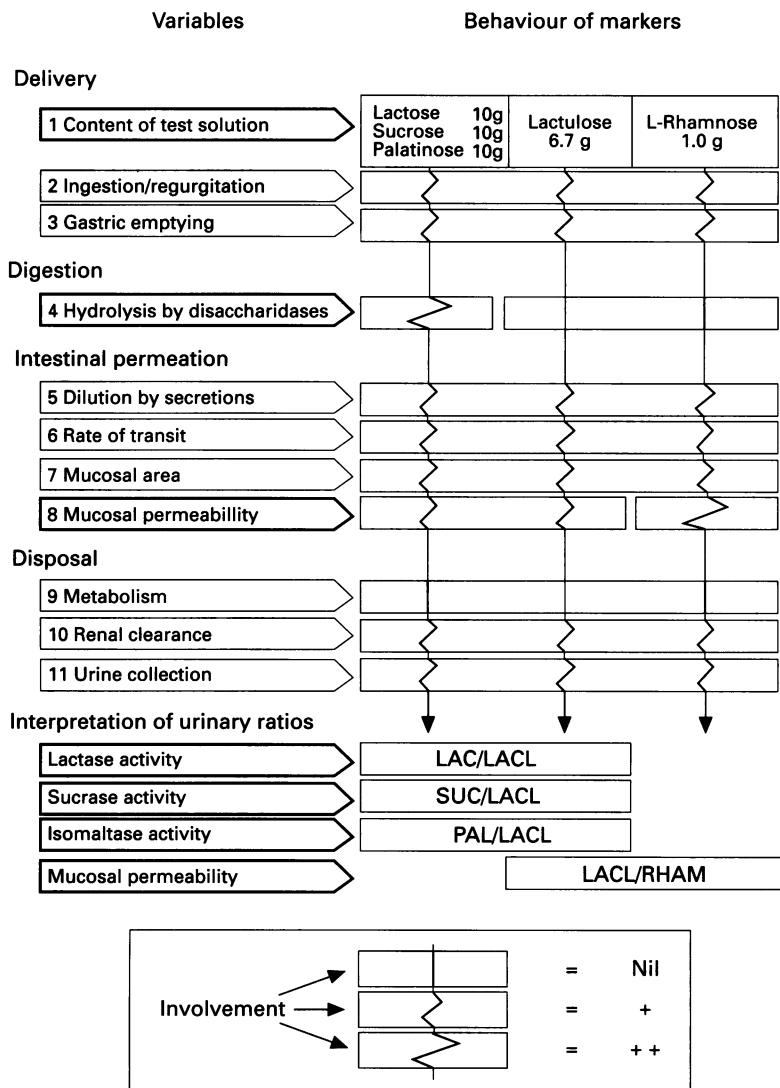 Variables Behaviour of markers
Delivery
1 Content of test solution
Lactose 10g
Sucrose 10g
Palatinose 10g
Lactulose
6.7 g
L-Rhamnose
1.0 g
2 Ingestion/regurgitation
3 Gastric emptying
Digestion
4 Hydrolysis by disaccharidases
Intestinal permeation
5 Dilution by secretions
6 Rate of transit
7 Mucosal area
8 Mucosal permeabillity
Disposal
9 Metabolism
10 Renal clearance
11 Urine collection
Interpretation of urinary ratios
Lactase activity LAC/LACL
Sucrase activity SUC/LACL
Isomaltase activity PAL/LACL
Mucosal permeability LACL/RHAM
Involvement
= Nil
= +
= + +